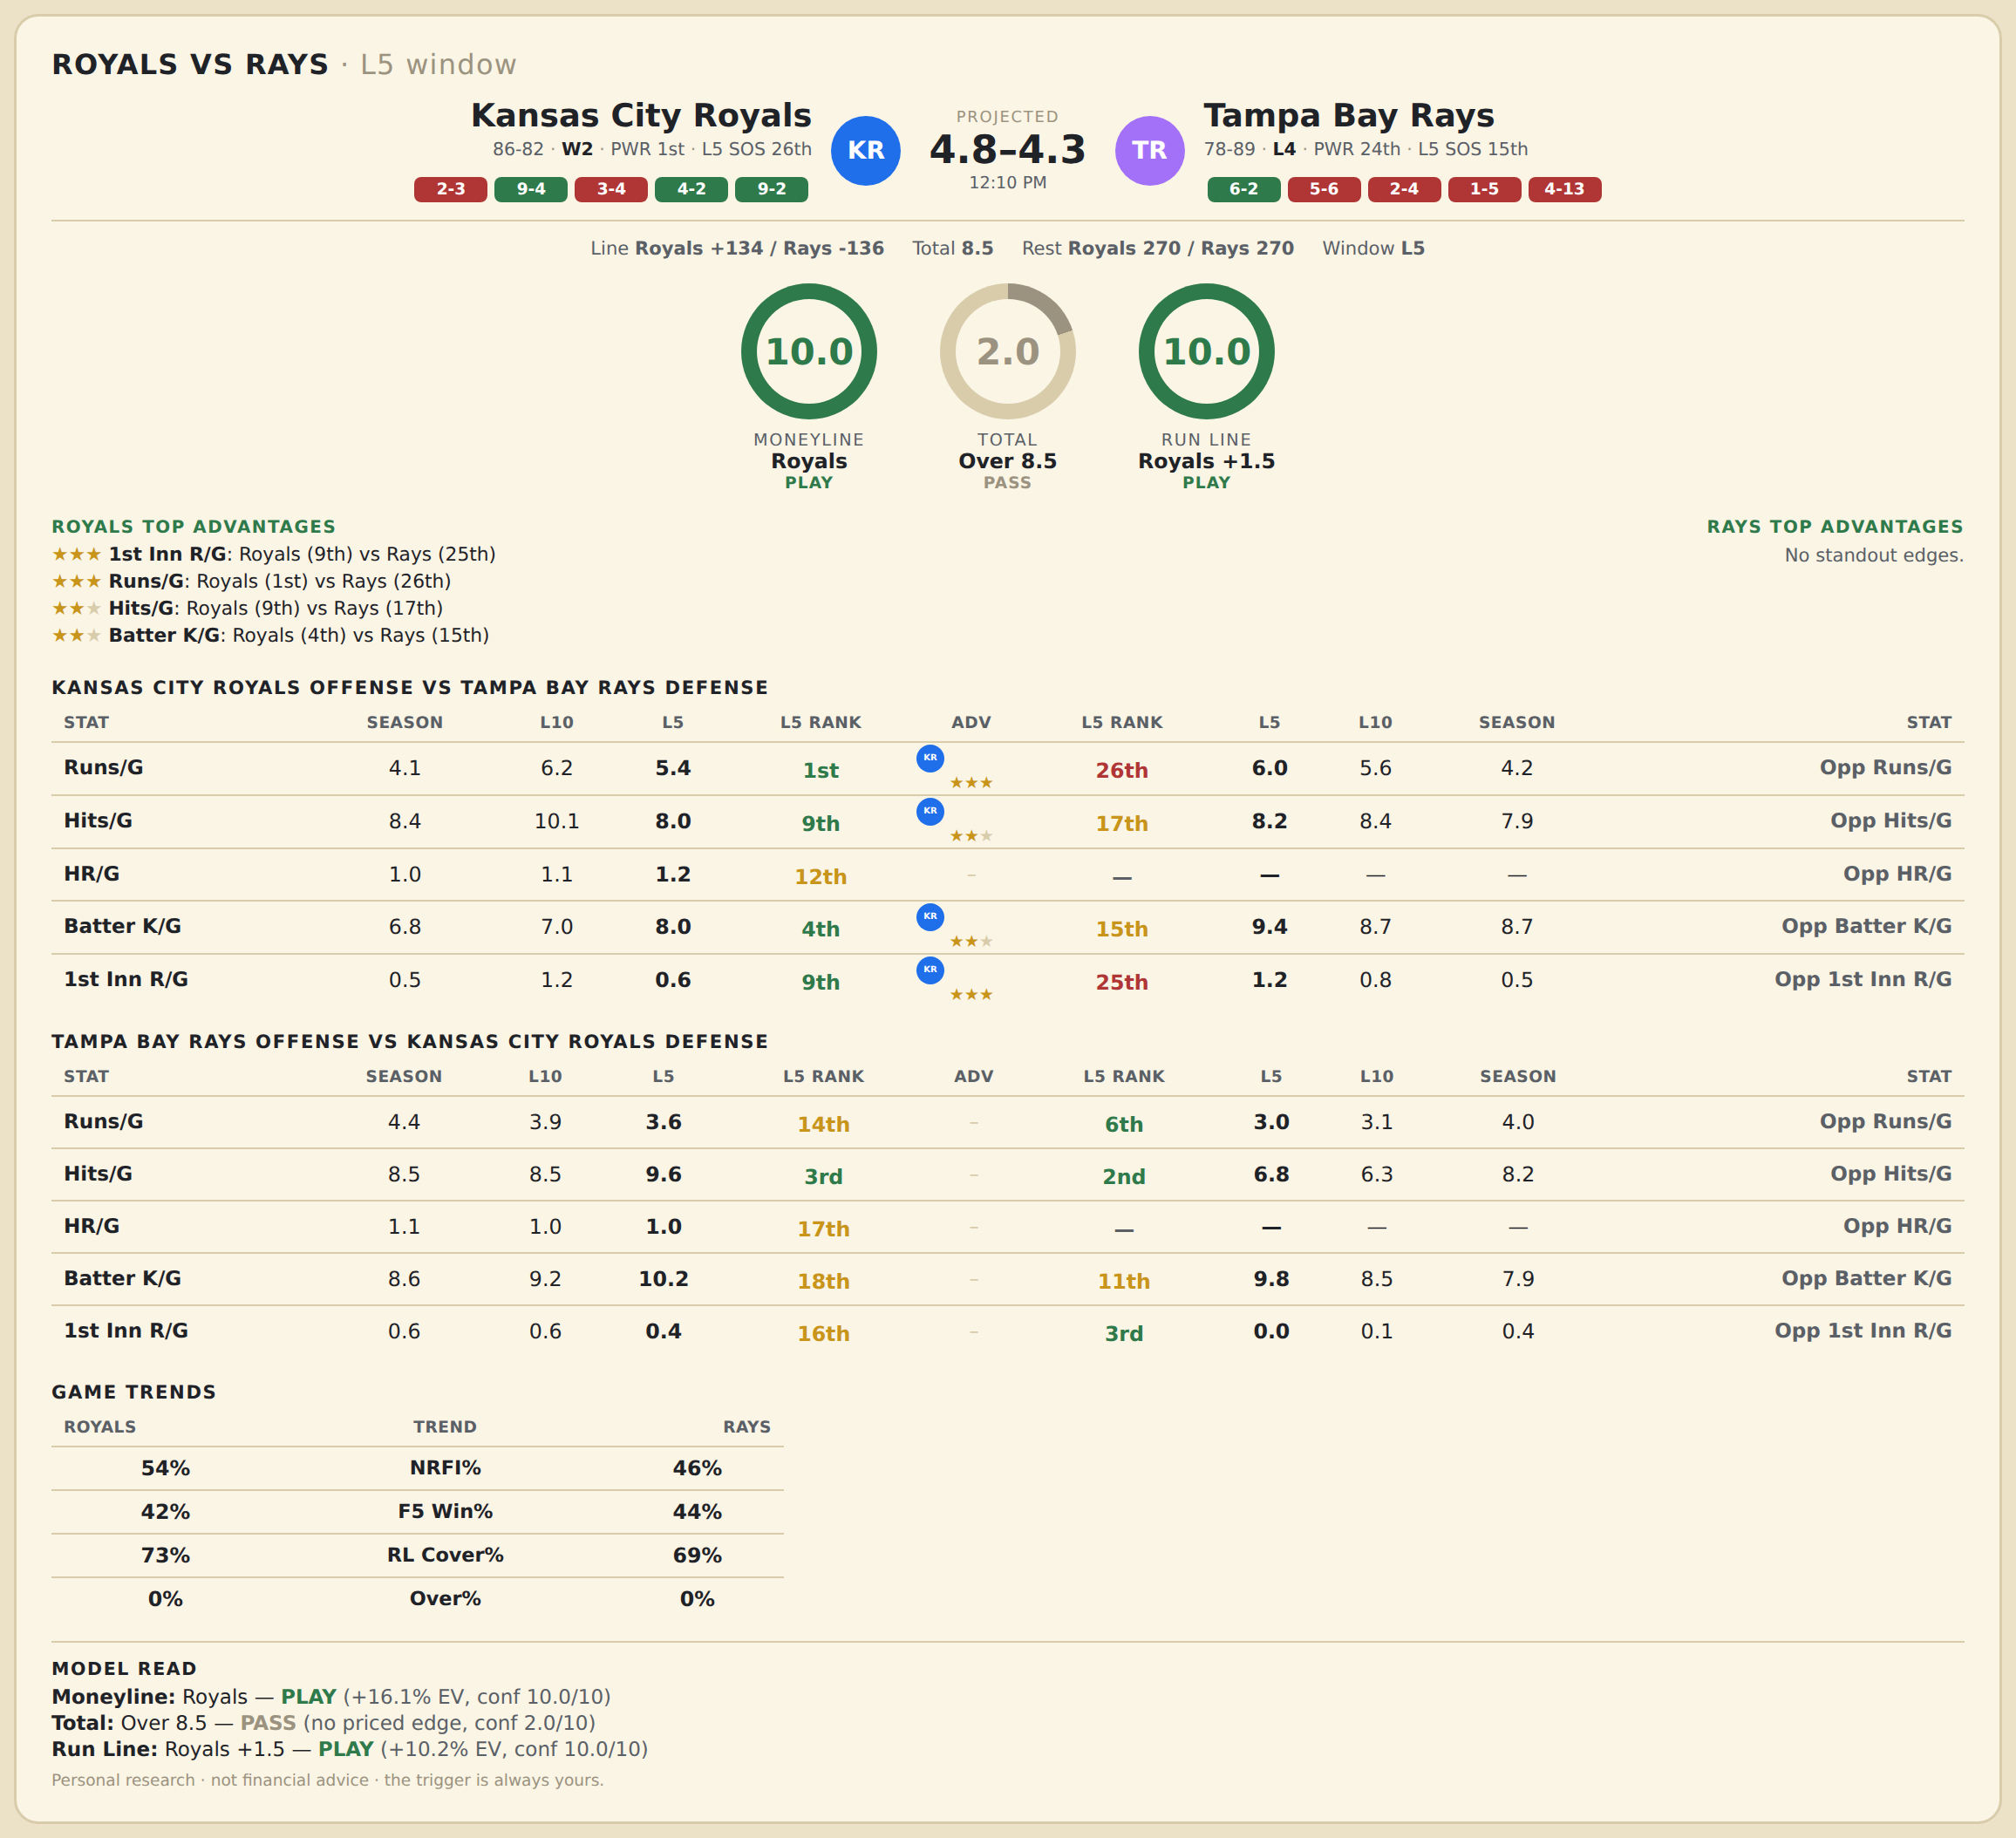 ROYALS VS RAYS · L5 window
Kansas City Royals
86-82 · W2 · PWR 1st · L5 SOS 26th
2-3 9-4 3-4 4-2 9-2
KR
PROJECTED
4.8–4.3
12:10 PM
TR
Tampa Bay Rays
78-89 · L4 · PWR 24th · L5 SOS 15th
6-2 5-6 2-4 1-5 4-13
Line Royals +134 / Rays -136 Total 8.5 Rest Royals 270 / Rays 270 Window L5
10.0 2.0 10.0
MONEYLINE TOTAL RUN LINE
Royals Over 8.5 Royals +1.5
PLAY PASS PLAY
ROYALS TOP ADVANTAGES
★★★ 1st Inn R/G: Royals (9th) vs Rays (25th)
★★★ Runs/G: Royals (1st) vs Rays (26th)
★★★ Hits/G: Royals (9th) vs Rays (17th)
★★★ Batter K/G: Royals (4th) vs Rays (15th)
RAYS TOP ADVANTAGES
No standout edges.
KANSAS CITY ROYALS OFFENSE VS TAMPA BAY RAYS DEFENSE
STAT SEASON L10 L5 L5 RANK ADV L5 RANK L5 L10 SEASON STAT
Runs/G 4.1 6.2 5.4 1st KR ★★★ 26th 6.0 5.6 4.2 Opp Runs/G
Hits/G 8.4 10.1 8.0 9th KR ★★★ 17th 8.2 8.4 7.9 Opp Hits/G
HR/G 1.0 1.1 1.2 12th – — — — — Opp HR/G
Batter K/G 6.8 7.0 8.0 4th KR ★★★ 15th 9.4 8.7 8.7 Opp Batter K/G
1st Inn R/G 0.5 1.2 0.6 9th KR ★★★ 25th 1.2 0.8 0.5 Opp 1st Inn R/G
TAMPA BAY RAYS OFFENSE VS KANSAS CITY ROYALS DEFENSE
STAT SEASON L10 L5 L5 RANK ADV L5 RANK L5 L10 SEASON STAT
Runs/G 4.4 3.9 3.6 14th – 6th 3.0 3.1 4.0 Opp Runs/G
Hits/G 8.5 8.5 9.6 3rd – 2nd 6.8 6.3 8.2 Opp Hits/G
HR/G 1.1 1.0 1.0 17th – — — — — Opp HR/G
Batter K/G 8.6 9.2 10.2 18th – 11th 9.8 8.5 7.9 Opp Batter K/G
1st Inn R/G 0.6 0.6 0.4 16th – 3rd 0.0 0.1 0.4 Opp 1st Inn R/G
GAME TRENDS
ROYALS TREND RAYS
54% NRFI% 46%
42% F5 Win% 44%
73% RL Cover% 69%
0% Over% 0%
MODEL READ
Moneyline: Royals — PLAY (+16.1% EV, conf 10.0/10)
Total: Over 8.5 — PASS (no priced edge, conf 2.0/10)
Run Line: Royals +1.5 — PLAY (+10.2% EV, conf 10.0/10)
Personal research · not financial advice · the trigger is always yours.